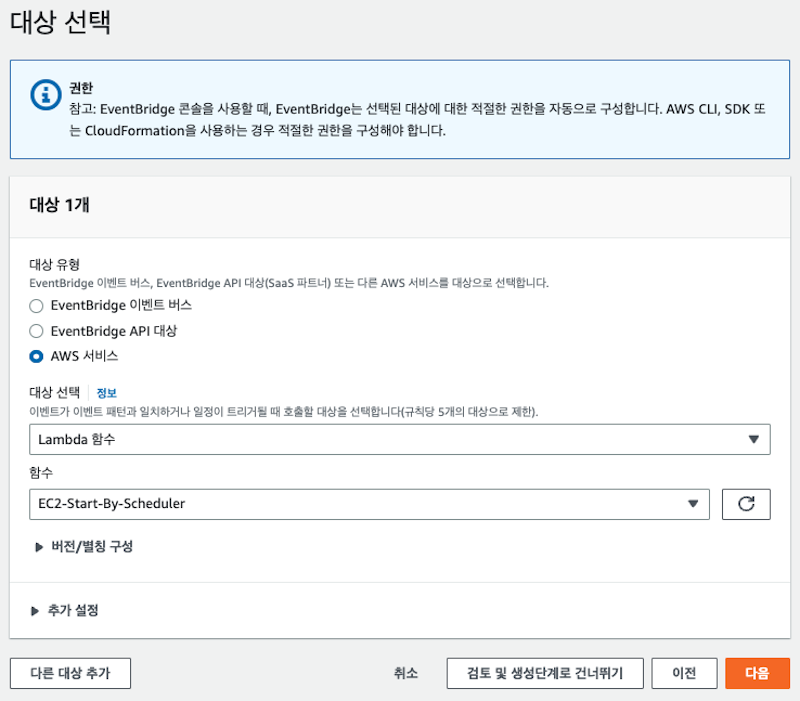 대상 선택
권한
참고: EventBridge 콘솔을 사용할 때, EventBridge는 선택된 대상에 대한 적절한 권한을 자동으로 구성합니다. AWS CLI, SDK 또
는 CloudFormation을 사용하는 경우 적절한 권한을 구성해야 합니다.
대상 1개
대상 유형
EventBridge 이벤트 버스, EventBridge API 대상(SaaS 파트너) 또는 다른 AWS 서비스를 대상으로 선택합니다.
EventBridge 이벤트 버스
EventBridge API 대상
AWS 서비스
대상 선택 정보
이벤트가 이벤트 패턴과 일치하거나 일정이 트리거될 때 호출할 대상을 선택합니다(규칙당 5개의 대상으로 제한).
Lambda 함수
함수
EC2-Start-By-Scheduler
버전/별칭 구성
추가 설정
다른 대상 추가 취소 검토 및 생성단계로 건너뛰기 이전 다음